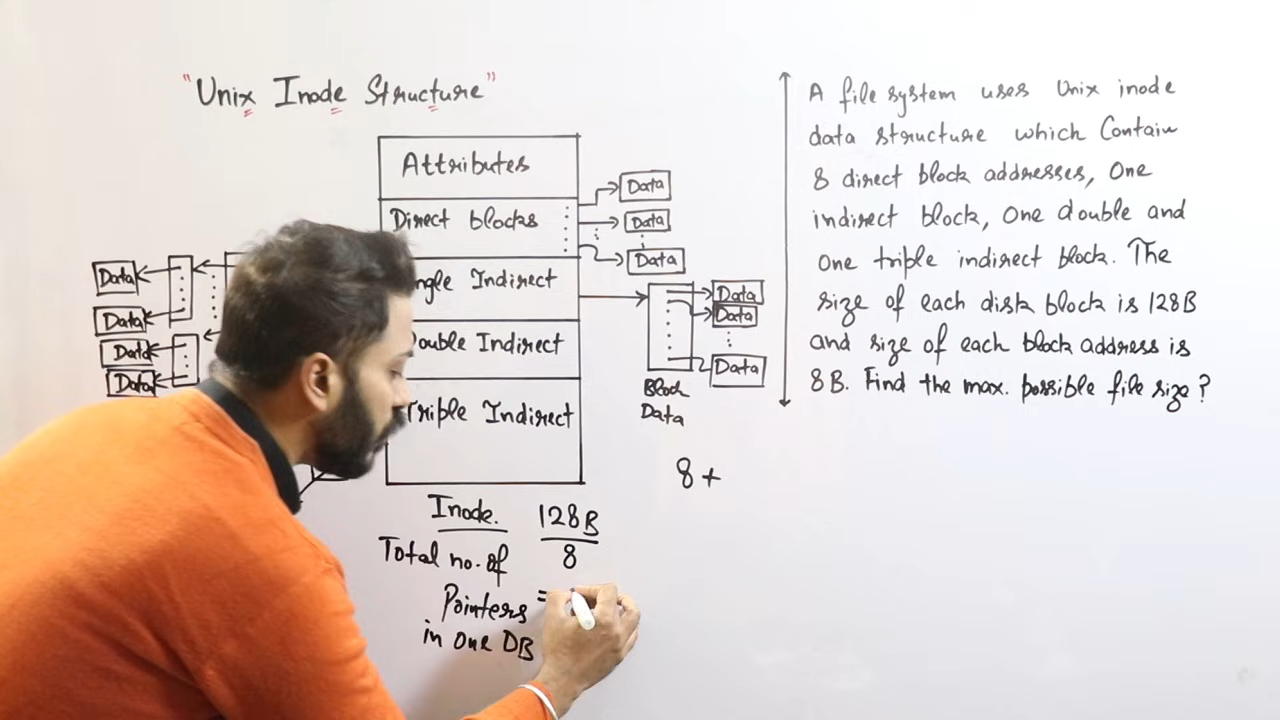 "Unix Inode Structure"
Attributes
Direct blocks
Indirect
Double Indirect
Triple Indirect
Inode.
Data
Data
Data
Data
Data
Data
Data
Block
Data
Data
Data
Data
Data
Total no. of
Pointers
in one DB
128B
8
=
8+
A file system uses Unix inode
data structure which Contain
8 direct block addresses, One
indirect block, One double and
one triple indirect block. The
size of each disk block is 128B
and size of each block address is
8B. Find the max. possible file size?